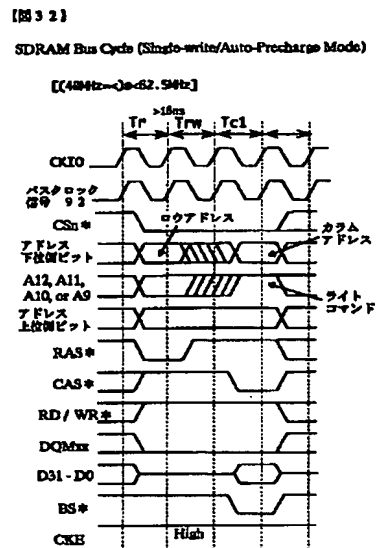 【図32】
SDRAM Bus Cycle (Single-write/Auto-Precharge Mode)
[(40MHz=<)φ<62.5MHz]
>16ns
Tr Trw Tc1
CKIO
バスクロック
信号 92
CSn*
ロウアドレス
カラム
アドレス
アドレス
下位側ビット
A12, A11,
A10, or A9
ライト
コマンド
アドレス
上位側ビット
RAS*
CAS*
RD / WR*
DQMxx
D31 - D0
BS*
CKE
High